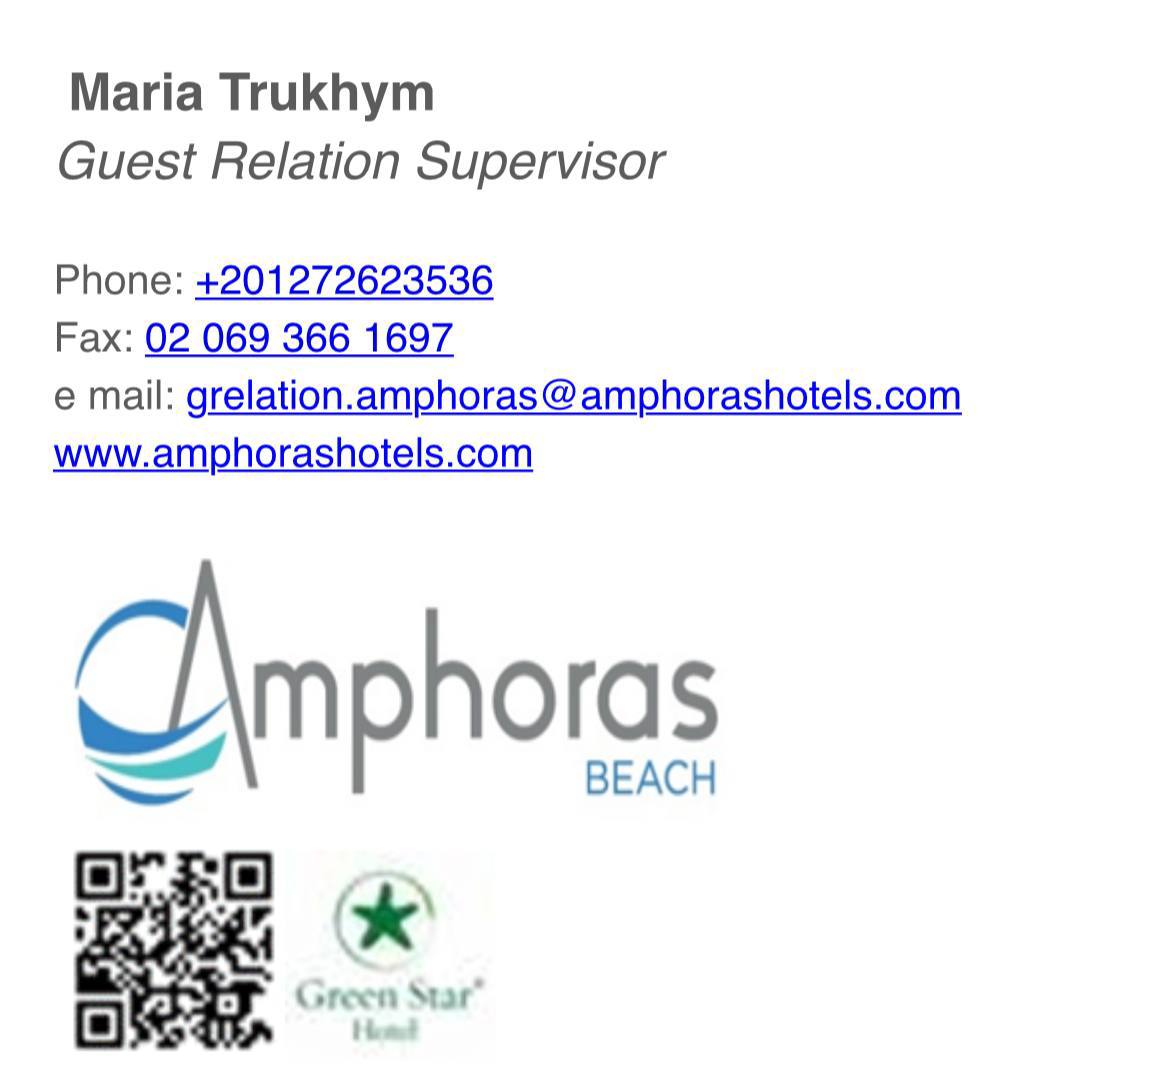 Maria Trukhym
Guest Relation Supervisor
Phone: +201272623536
Fax: 02 069 366 1697
e mail: grelation.amphoras@amphorashotels.com
www.amphorashotels.com
Amphoras
BEACH
Green Star®
Hotel